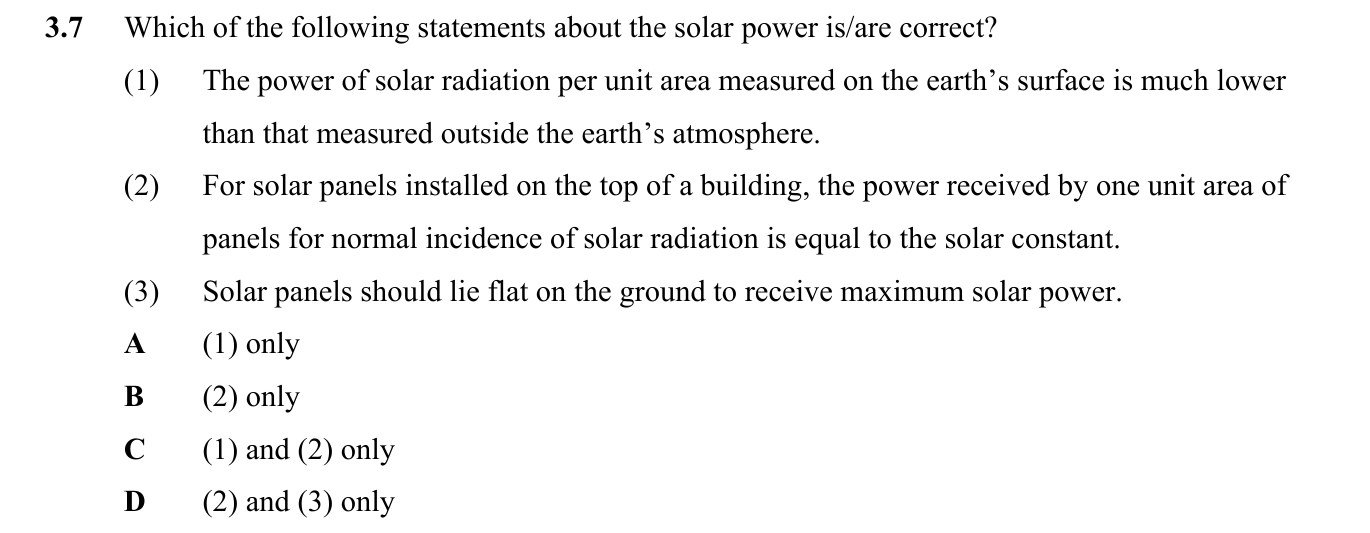 3.7 Which of the following statements about the solar power is/are correct?
(1) The power of solar radiation per unit area measured on the earth’s surface is much lower
than that measured outside the earth’s atmosphere.
(2) For solar panels installed on the top of a building, the power received by one unit area of
panels for normal incidence of solar radiation is equal to the solar constant.
(3) Solar panels should lie flat on the ground to receive maximum solar power.
A (1) only
B (2) only
C (1) and (2) only
D (2) and (3) only